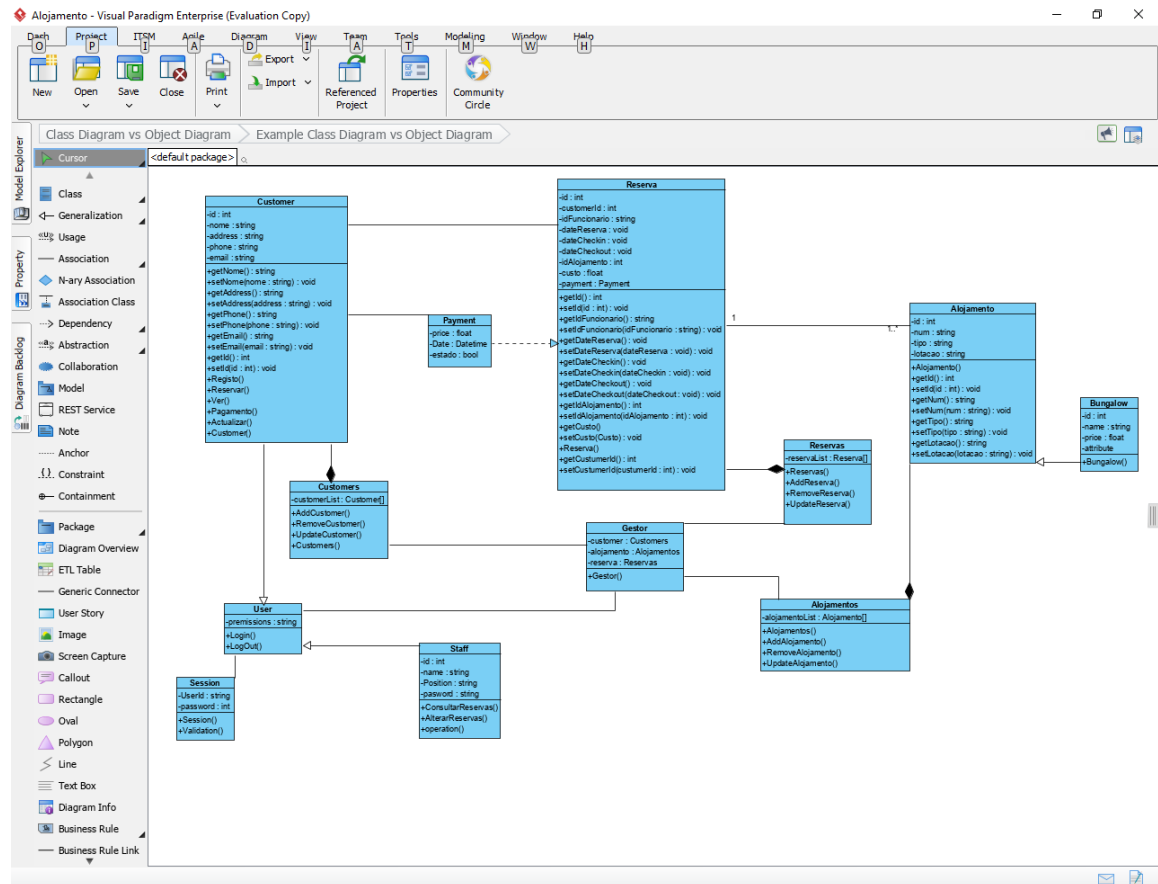 Alojamento - Visual Paradigm Enterprise (Evaluation Copy)
Dash Project ITSM Agile Diagram View Team Tools Modeling Window Help
O P I A D I A T M W H
New
Open
Save
Close
Print
Export
Import
Referenced
Project
Properties
Community
Circle
Class Diagram vs Object Diagram
Example Class Diagram vs Object Diagram
Model Explorer
Property
Diagram Backlog
<default package>
Cursor
Class
Generalization
«U» Usage
Association
N-ary Association
Association Class
Dependency
«a» Abstraction
Collaboration
Model
REST Service
Note
Anchor
{} Constraint
Containment
Package
Diagram Overview
ETL Table
Generic Connector
User Story
Image
Screen Capture
Callout
Rectangle
Oval
Polygon
Line
Text Box
Diagram Info
Business Rule
Business Rule Link
Customer
-id : int
-nome : string
-address : string
-phone : string
-email : string
+getNome() : string
+setNome(nome : string) : void
+getAddress() : string
+setAddress(address : string) : void
+getPhone() : string
+setPhone(phone : string) : void
+getEmail() : string
+setEmail(email : string) : void
+getId() : int
+setId(id : int) : void
+Registo()
+Reservar()
+Ver()
+Pagamento()
+Actualizar()
+Customer()
Payment
-price : float
-Date : Datetime
-estado : bool
Reserva
-id : int
-customerId : int
-idFuncionario : string
-dateReserva : void
-dateCheckin : void
-dateCheckout : void
-idAlojamento : int
-custo : float
-payment : Payment
+getId() : int
+setId(id : int) : void
+getIdFuncionario() : string
+setIdFuncionario(idFuncionario : string) : void
+getDateReserva() : void
+setDateReserva(dateReserva : void) : void
+getDateCheckin() : void
+setDateCheckin(dateCheckin : void) : void
+getDateCheckout() : void
+setDateCheckout(dateCheckout : void) : void
+getIdAlojamento() : int
+setIdAlojamento(idAlojamento : int) : void
+getCusto()
+setCusto(Custo) : void
+Reserva()
+getCustumerId() : int
+setCustumerId(custumerId : int) : void
1
1..*
Alojamento
-id : int
-num : string
-tipo : string
-lotacao : string
+Alojamento()
+getId() : int
+setId(id : int) : void
+getNum() : string
+setNum(num : string) : void
+getTipo() : string
+setTipo(tipo : string) : void
+getLotacao() : string
+setLotacao(lotacao : string) : void
Bungalow
-id : int
-name : string
-price : float
-attribute
+Bungalow()
Reservas
-reservaList : Reserva[]
+Reservas()
+AddReserva()
+RemoveReserva()
+UpdateReserva()
Customers
-customerList : Customer[]
+AddCustomer()
+RemoveCustomer()
+UpdateCustomer()
+Customers()
Gestor
-customer : Customers
-alojamento : Alojamentos
-reserva : Reservas
+Gestor()
Alojamentos
-alojamentoList : Alojamento[]
+Alojamentos()
+AddAlojamento()
+RemoveAlojamento()
+UpdateAlojamento()
User
-premissions : string
+Login()
+LogOut()
Staff
-id : int
-name : string
-Position : string
-pasword : string
+ConsultarReservas()
+AlterarReservas()
+operation()
Session
-UserId : string
-password : int
+Session()
+Validation()